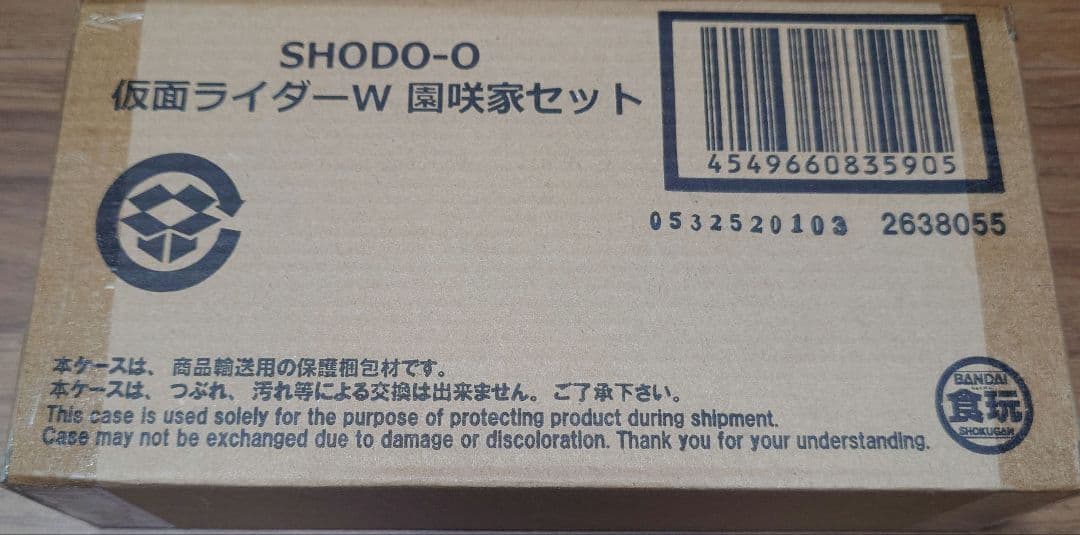 SHODO-O
仮面ライダーW 園咲家セット
4549660835905
0532520103 2638055
本ケースは、商品輸送用の保護梱包材です。
本ケースは、つぶれ、汚れ等による交換は出来ません。ご了承下さい。
This case is used solely for the purpose of protecting product during shipment.
Case may not be exchanged due to damage or discoloration. Thank you for your understanding.
BANDAI
食玩
SHOKUGAN